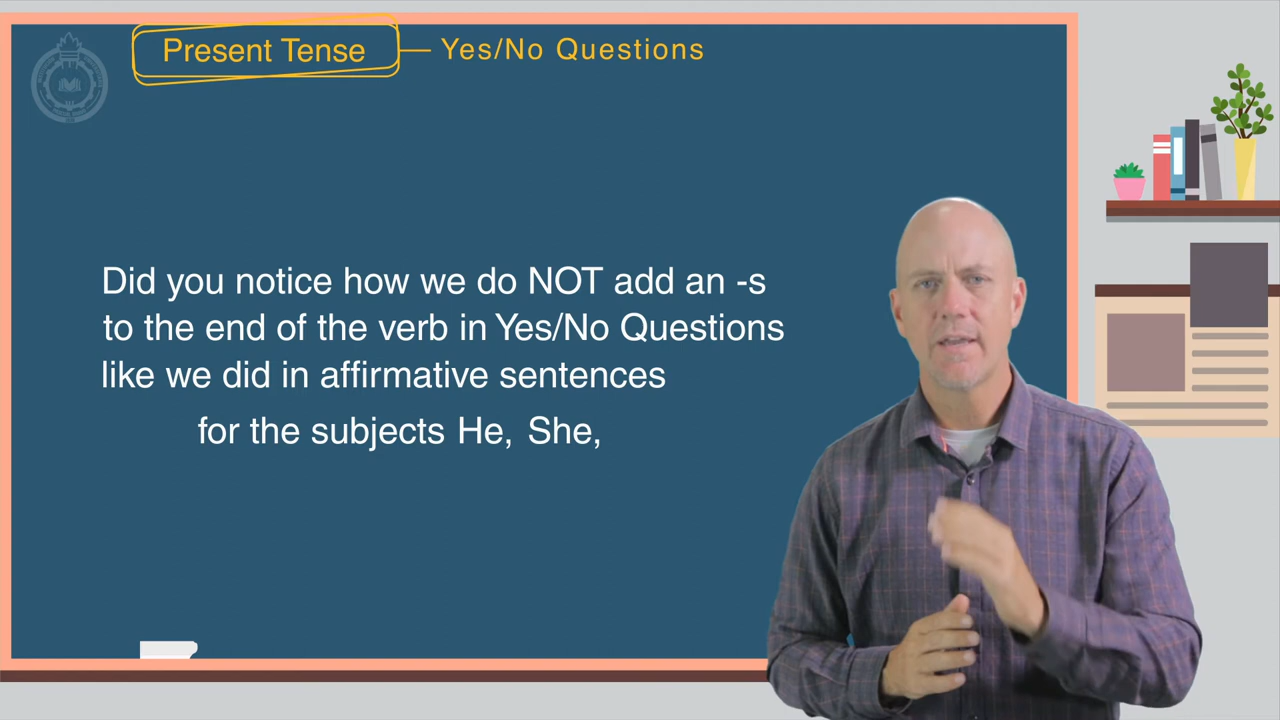 Present Tense — Yes/No Questions
Did you notice how we do NOT add an -s
to the end of the verb in Yes/No Questions
like we did in affirmative sentences
for the subjects He, She,